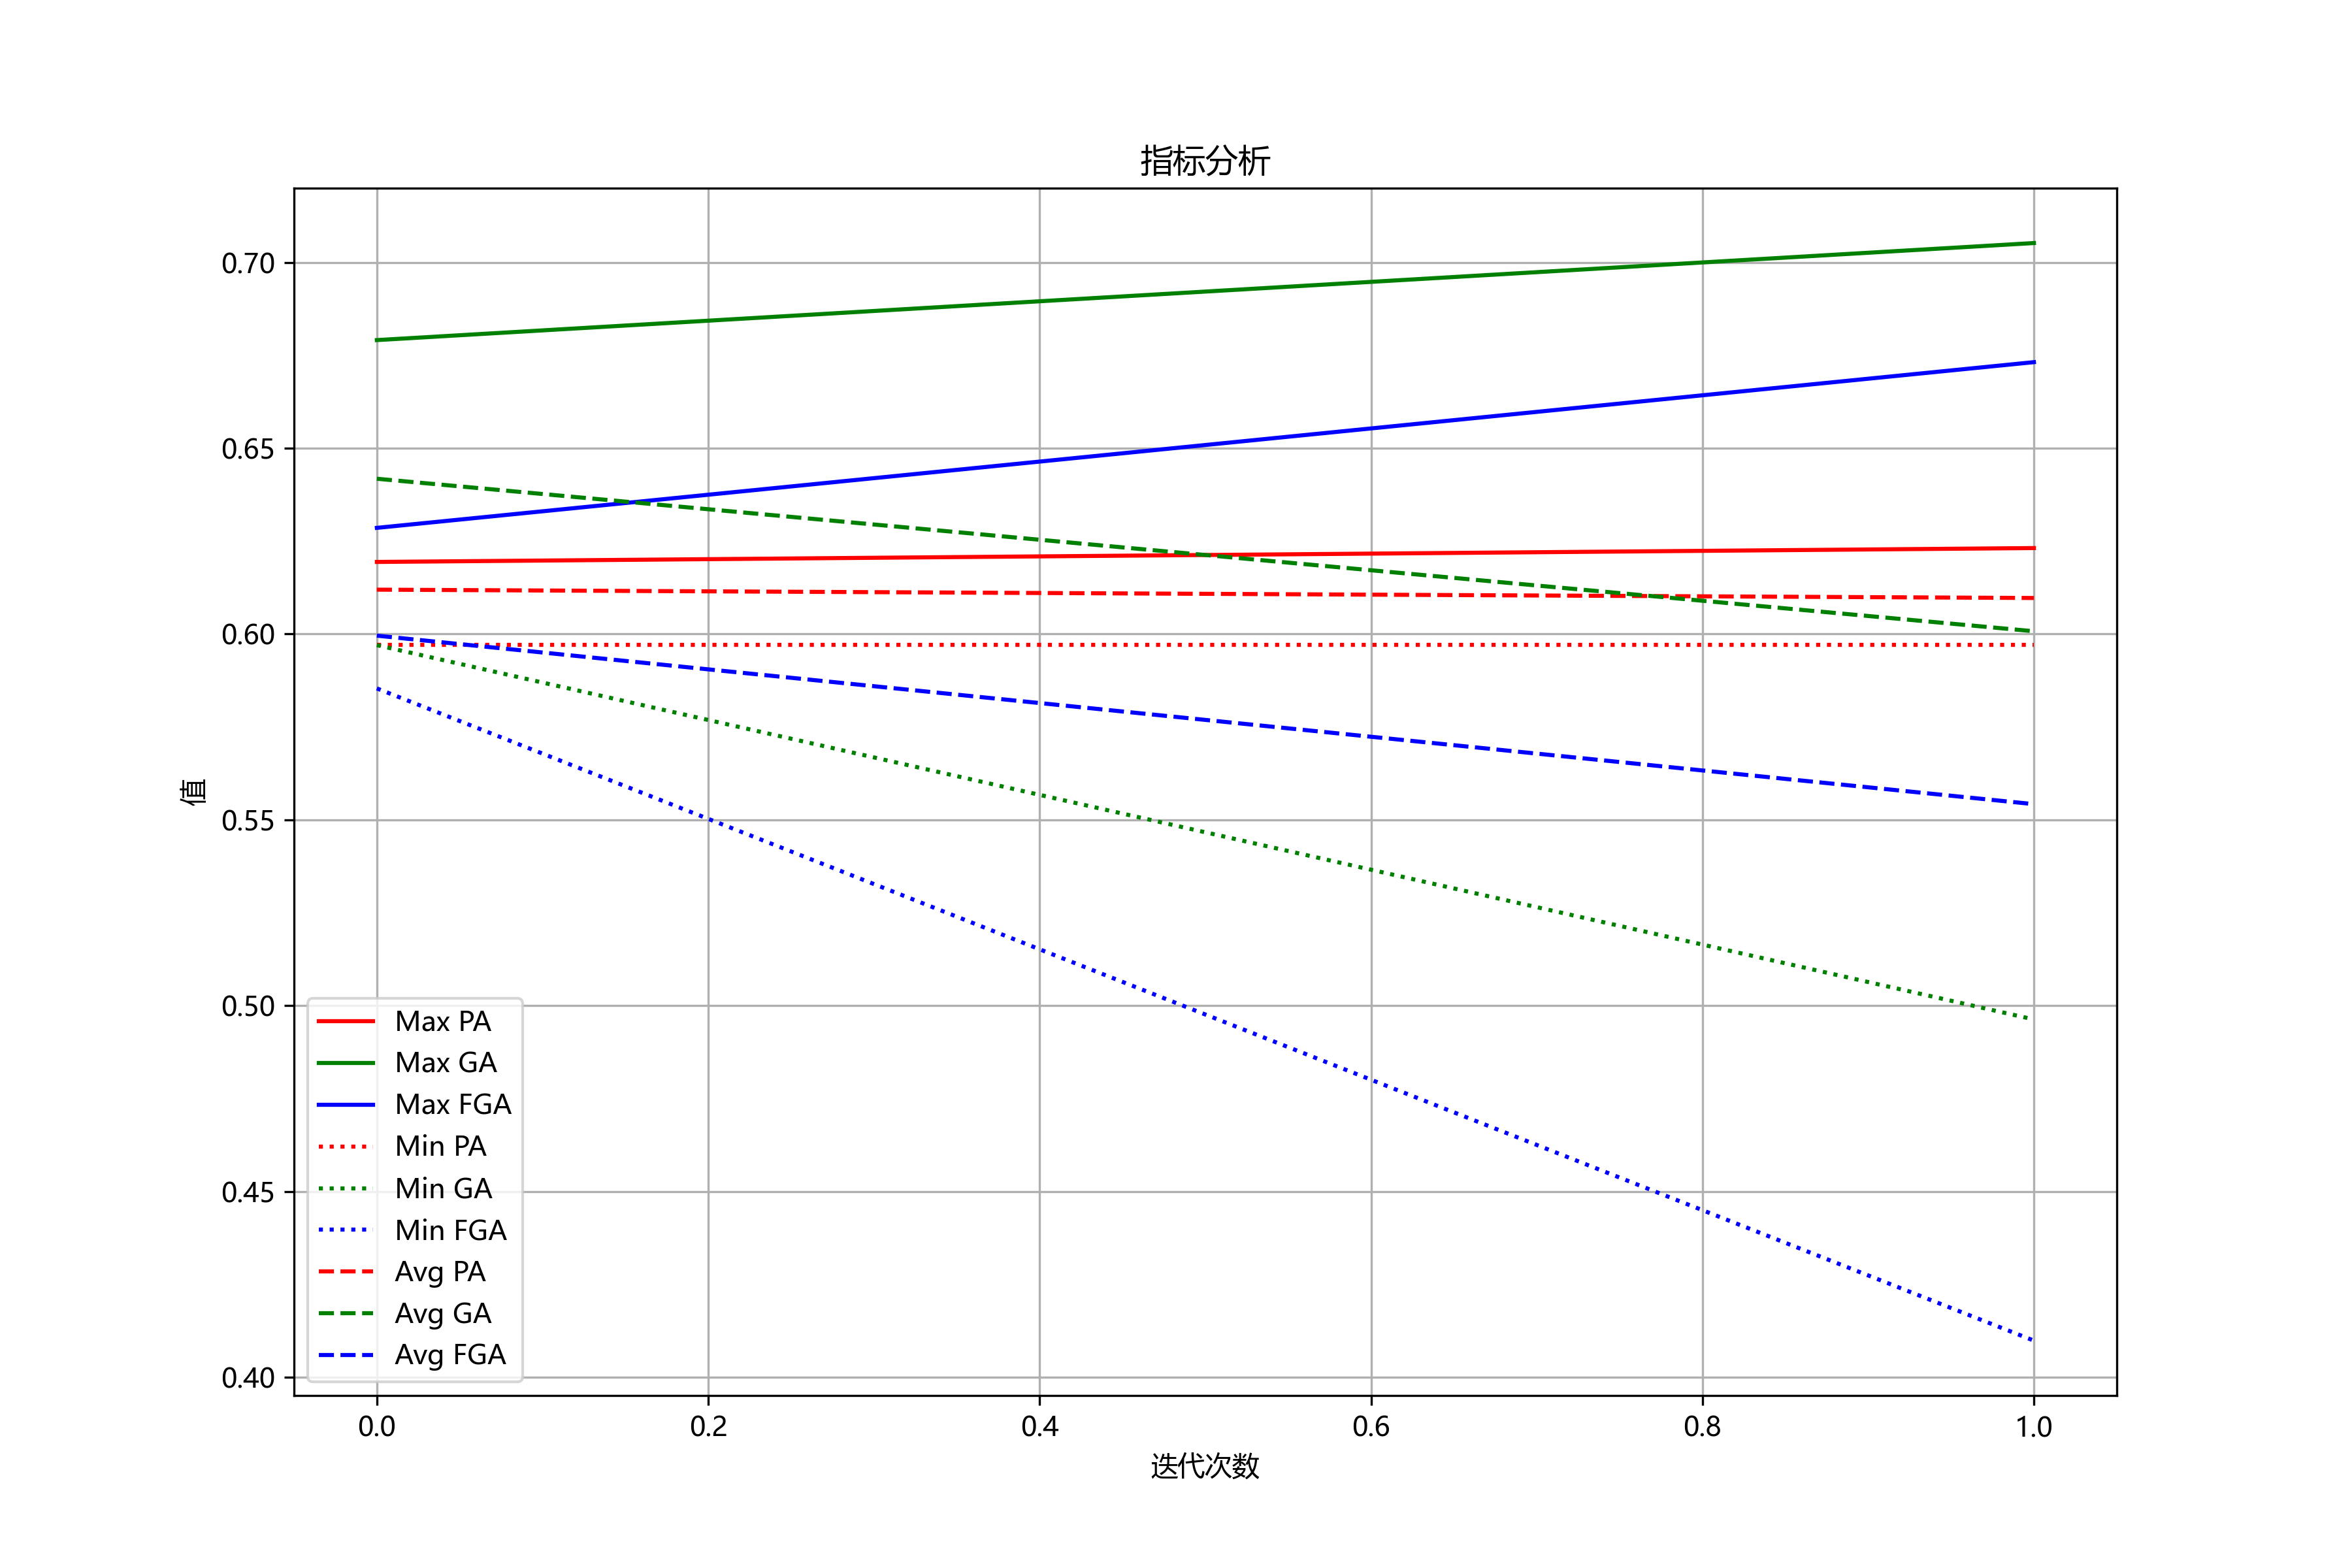 指标分析
0.70
0.65
0.60
0.55
0.50
0.45
0.40
值
Max PA
Max GA
Max FGA
Min PA
Min GA
Min FGA
Avg PA
Avg GA
Avg FGA
0.0 0.2 0.4 0.6 0.8 1.0
迭代次数